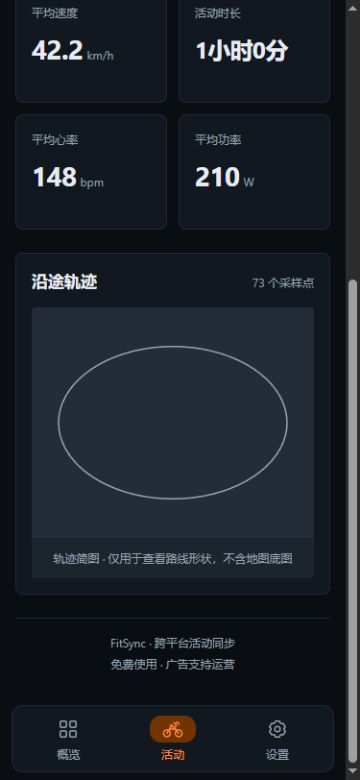 平均速度
活动时长
42.2 km/h
1小时0分
平均心率
平均功率
148 bpm
210 W
沿途轨迹
73 个采样点
轨迹简图 · 仅用于查看路线形状，不含地图底图
FitSync · 跨平台活动同步
免费使用 · 广告支持运营
概览
活动
设置